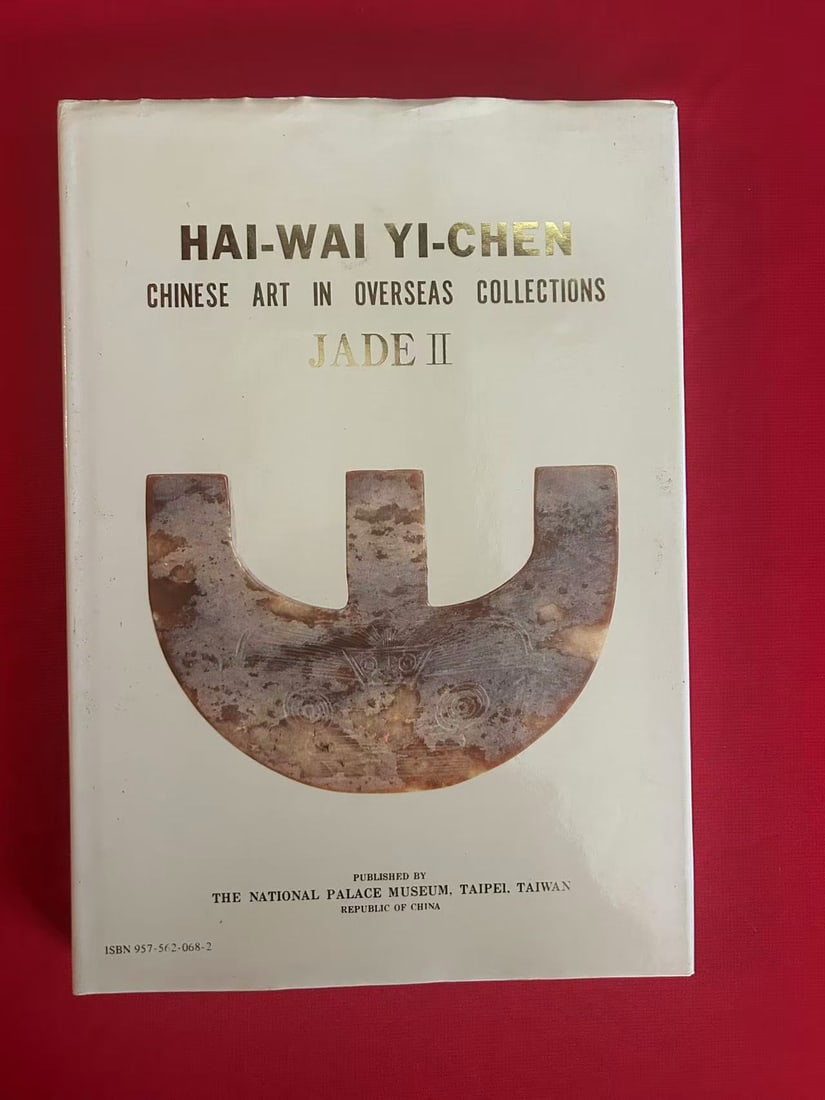 HAI-WAI YI-CHEN
CHINESE ART IN OVERSEAS COLLECTIONS
JADE II
PUBLISHED BY
THE NATIONAL PALACE MUSEUM, TAIPEI, TAIWAN
REPUBLIC OF CHINA
ISBN 957-562-068-2